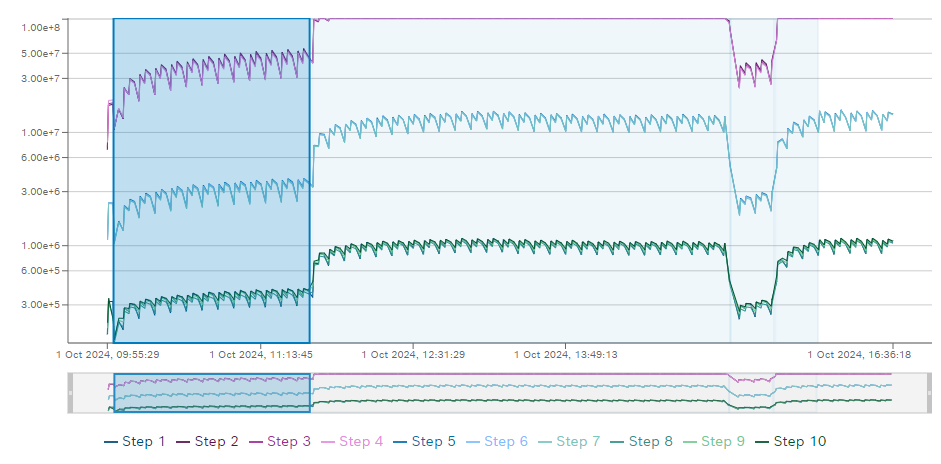 1.00e+8
5.00e+7
3.00e+7
1.00e+7
6.00e+6
3.00e+6
1.00e+6
6.00e+5
3.00e+5
1 Oct 2024, 09:55:29 1 Oct 2024, 11:13:45 1 Oct 2024, 12:31:29 1 Oct 2024, 13:49:13 1 Oct 2024, 16:36:18
Step 1 Step 2 Step 3 Step 4 Step 5 Step 6 Step 7 Step 8 Step 9 Step 10